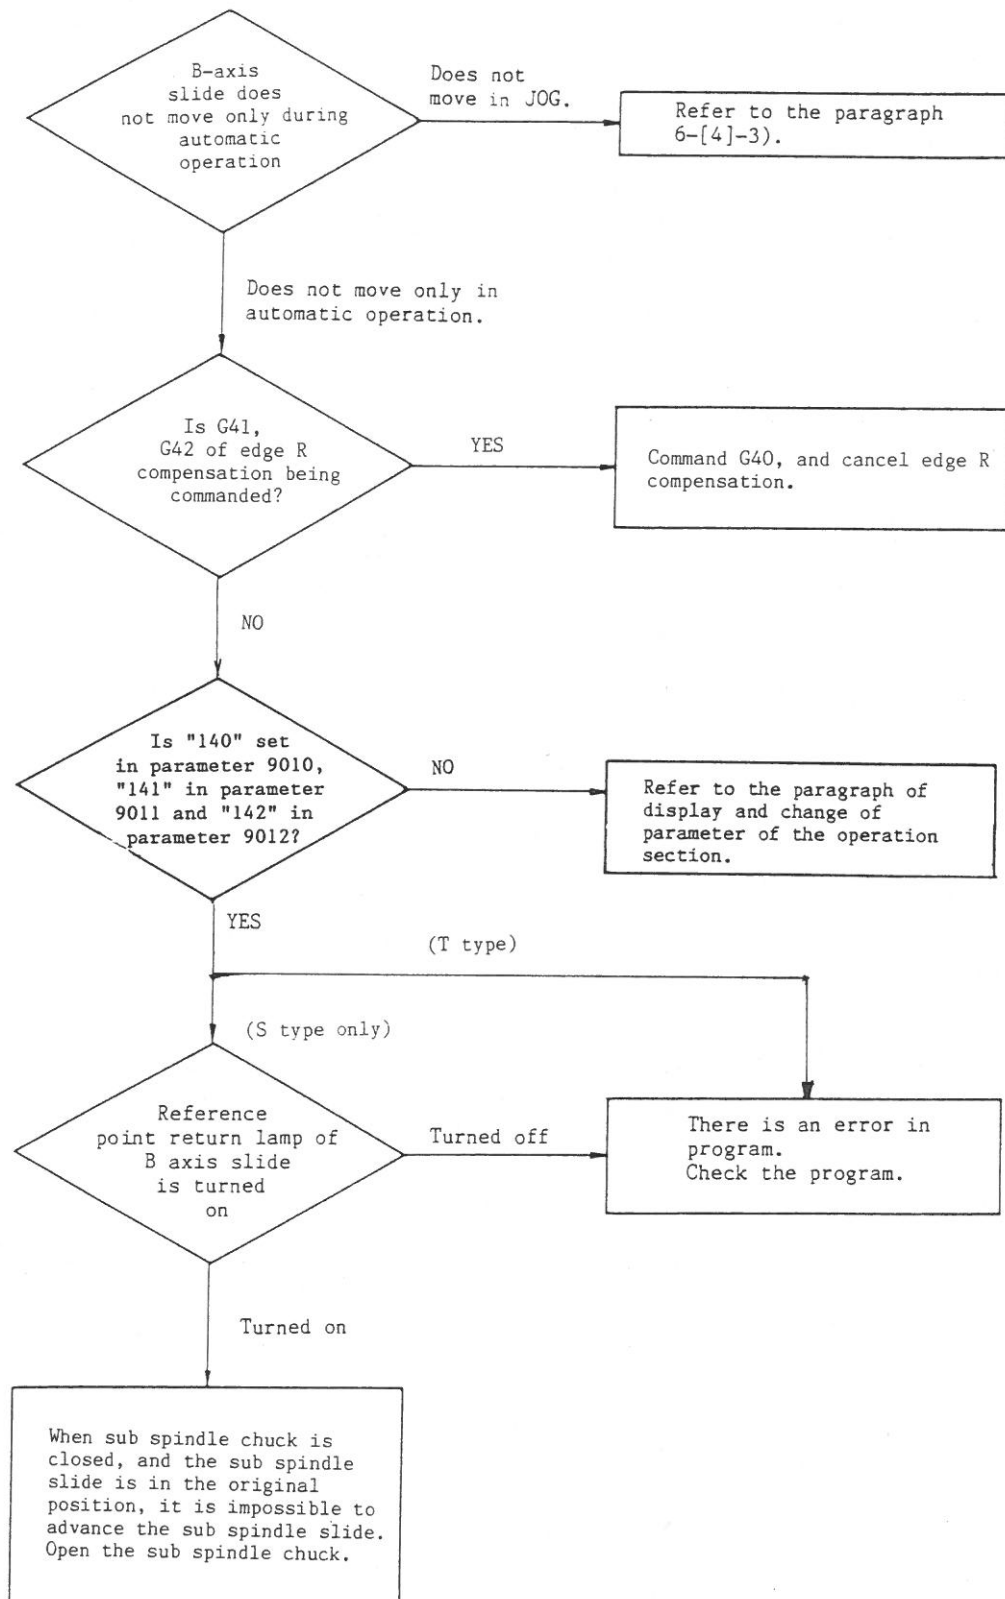 B-axis
slide does
not move only during
automatic
operation
Does not
move in JOG.
Refer to the paragraph
6-[4]-3).
Does not move only in
automatic operation.
Is G41,
G42 of edge R
compensation being
commanded?
YES
Command G40, and cancel edge R
compensation.
NO
Is "140" set
in parameter 9010,
"141" in parameter
9011 and "142" in
parameter 9012?
NO
Refer to the paragraph of
display and change of
parameter of the operation
section.
YES
(T type)
(S type only)
Reference
point return lamp of
B axis slide
is turned
on
Turned off
There is an error in
program.
Check the program.
Turned on
When sub spindle chuck is
closed, and the sub spindle
slide is in the original
position, it is impossible to
advance the sub spindle slide.
Open the sub spindle chuck.